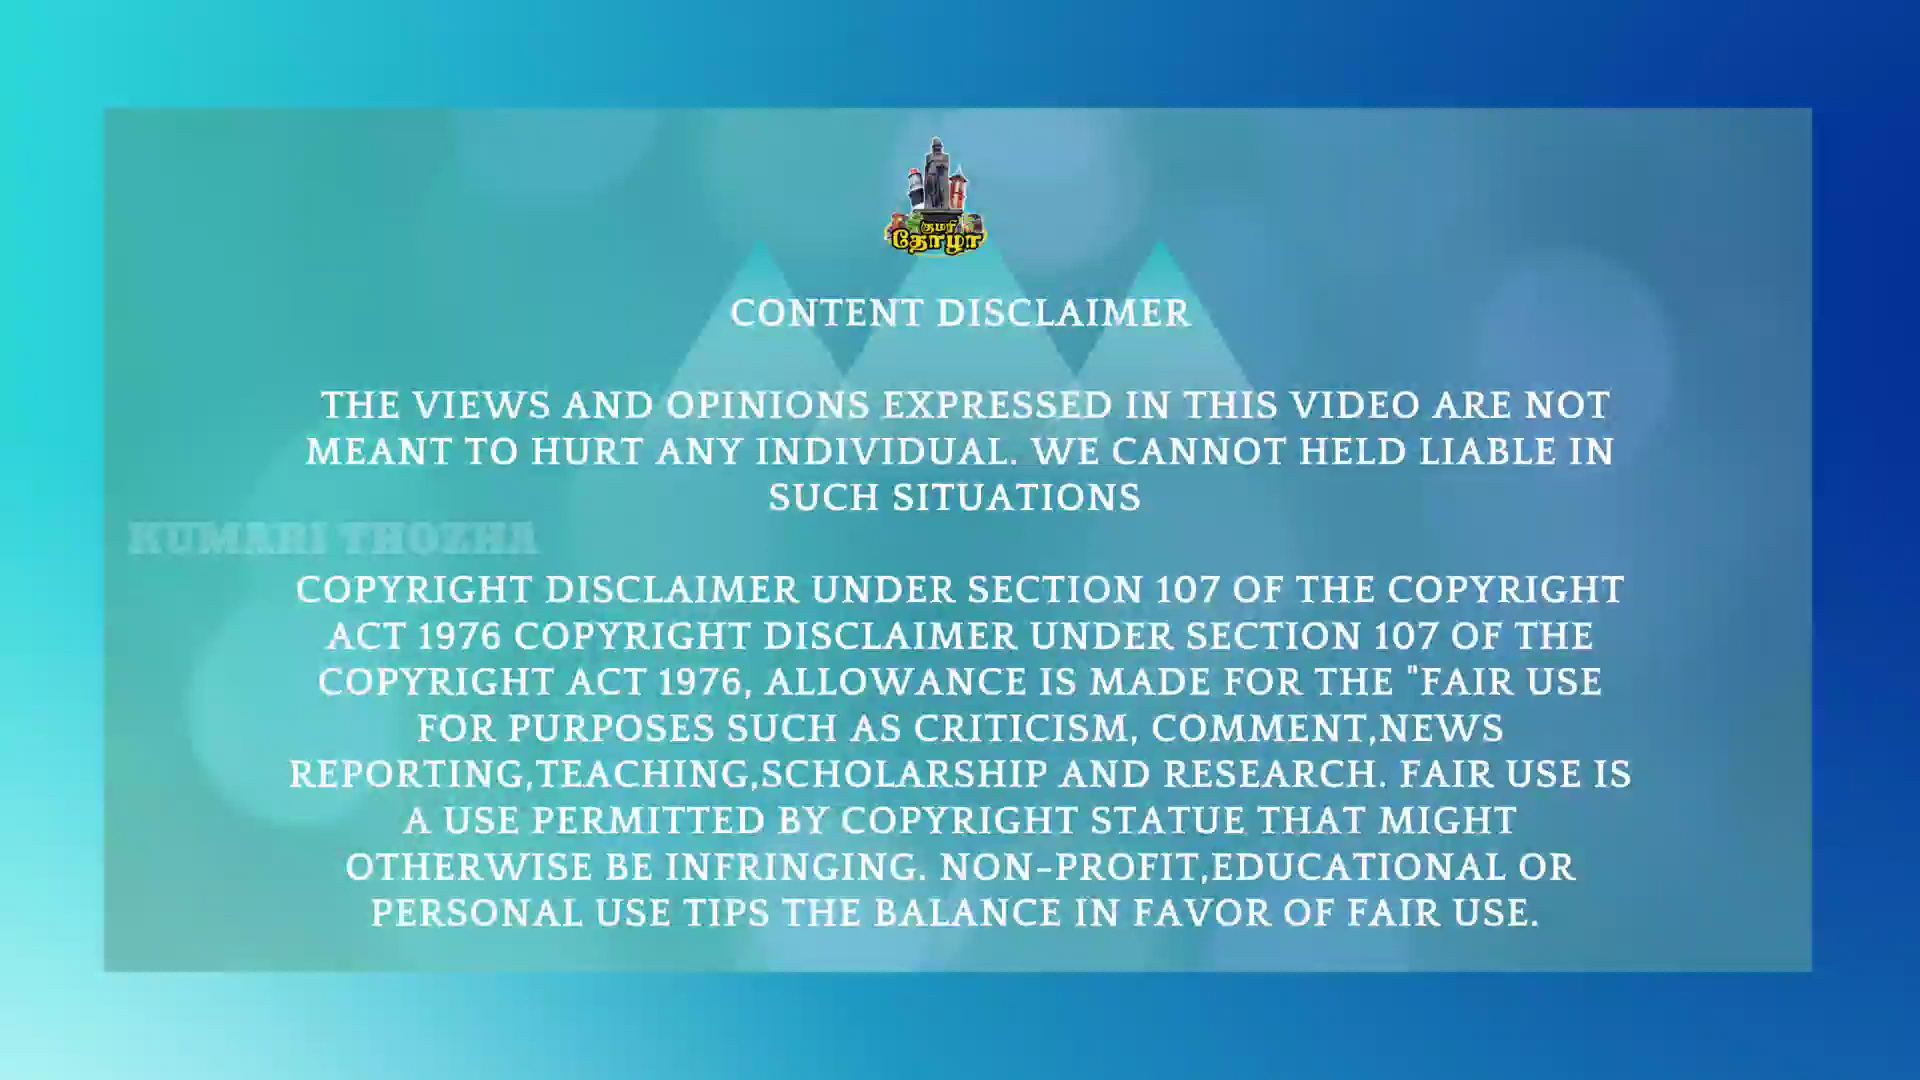 குமரி
தோழா
CONTENT DISCLAIMER
THE VIEWS AND OPINIONS EXPRESSED IN THIS VIDEO ARE NOT
MEANT TO HURT ANY INDIVIDUAL. WE CANNOT HELD LIABLE IN
SUCH SITUATIONS
KUMARI THOZHA
COPYRIGHT DISCLAIMER UNDER SECTION 107 OF THE COPYRIGHT
ACT 1976 COPYRIGHT DISCLAIMER UNDER SECTION 107 OF THE
COPYRIGHT ACT 1976, ALLOWANCE IS MADE FOR THE "FAIR USE
FOR PURPOSES SUCH AS CRITICISM, COMMENT,NEWS
REPORTING,TEACHING,SCHOLARSHIP AND RESEARCH. FAIR USE IS
A USE PERMITTED BY COPYRIGHT STATUE THAT MIGHT
OTHERWISE BE INFRINGING. NON-PROFIT,EDUCATIONAL OR
PERSONAL USE TIPS THE BALANCE IN FAVOR OF FAIR USE.